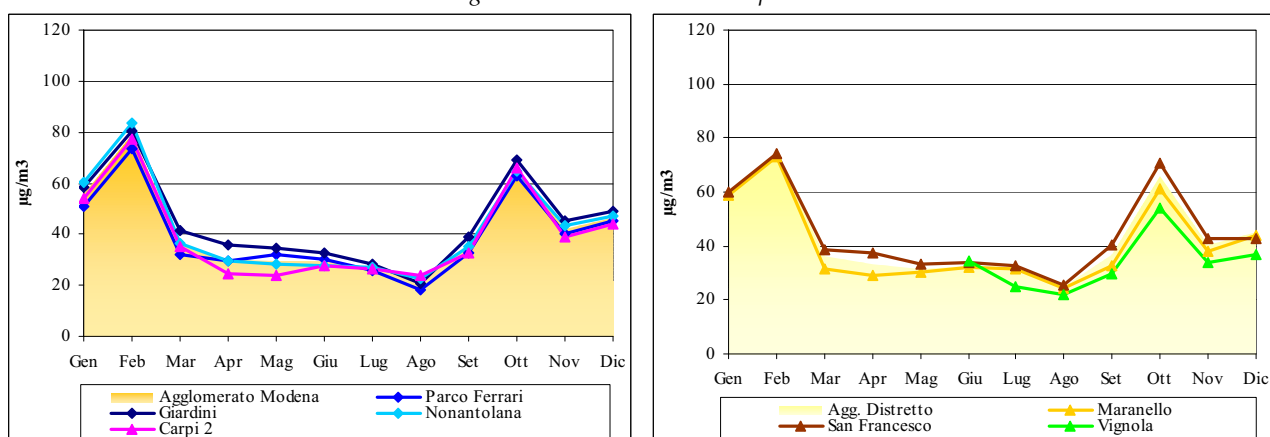 120
100
80
60
40
20
0
µg/m3
Gen Feb Mar Apr Mag Giu Lug Ago Set Ott Nov Dic
Agglomerato Modena Parco Ferrari
Giardini Nonantolana
Carpi 2
120
100
80
60
40
20
0
µg/m3
Gen Feb Mar Apr Mag Giu Lug Ago Set Ott Nov Dic
Agg. Distretto Maranello
San Francesco Vignola